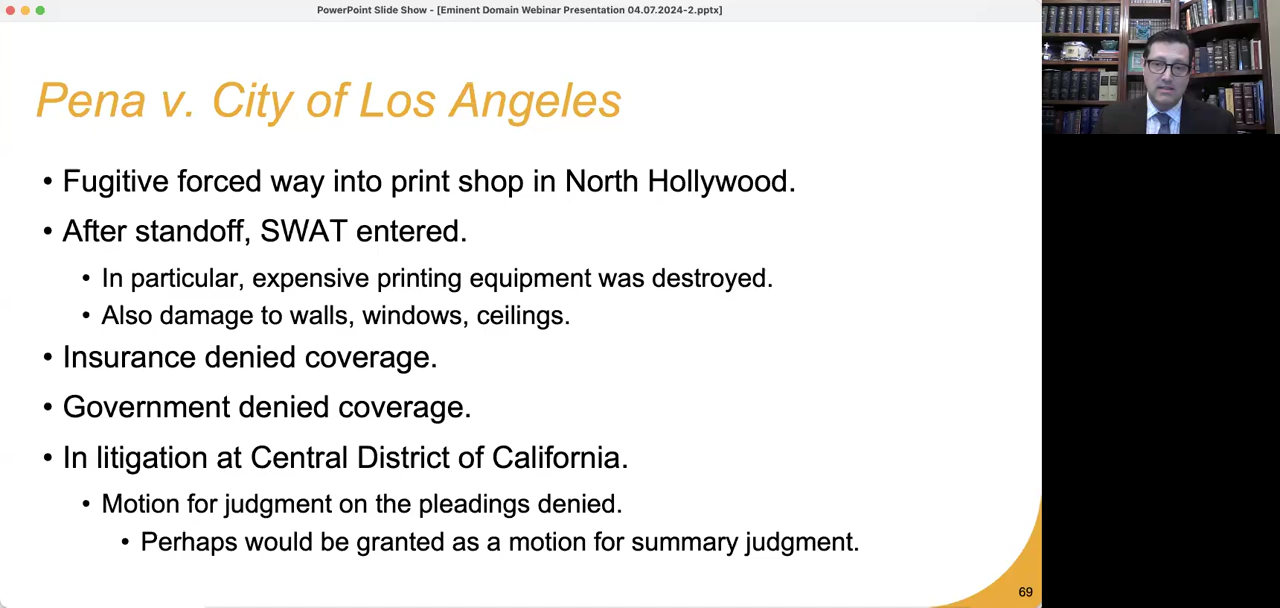 PowerPoint Slide Show - [Eminent Domain Webinar Presentation 04.07.2024-2.pptx]
Pena v. City of Los Angeles
• Fugitive forced way into print shop in North Hollywood.
• After standoff, SWAT entered.
• In particular, expensive printing equipment was destroyed.
• Also damage to walls, windows, ceilings.
• Insurance denied coverage.
• Government denied coverage.
• In litigation at Central District of California.
• Motion for judgment on the pleadings denied.
• Perhaps would be granted as a motion for summary judgment.
69